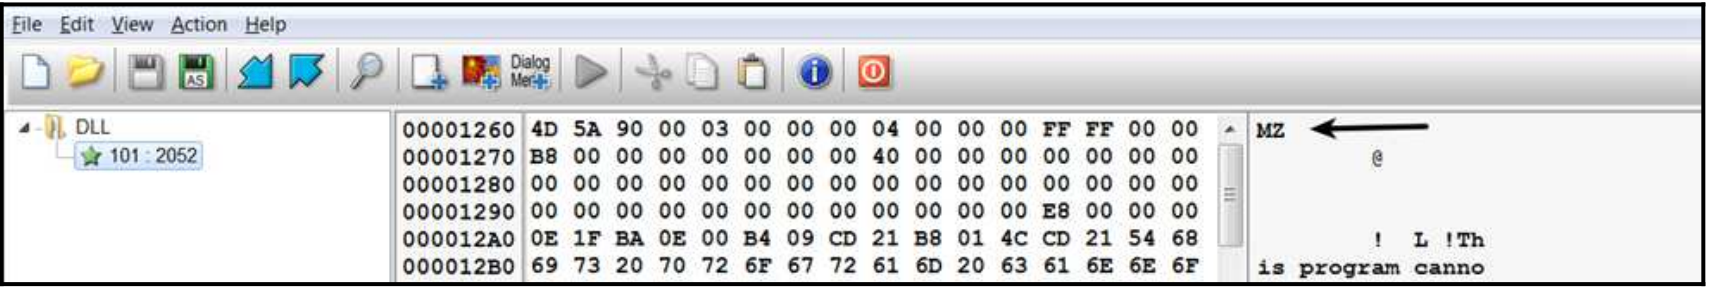 File Edit View Action Help
AS Dialog Men
DLL
101 : 2052
00001260 4D 5A 90 00 03 00 00 00 04 00 00 00 FF FF 00 00 MZ
00001270 B8 00 00 00 00 00 00 00 40 00 00 00 00 00 00 00 @
00001280 00 00 00 00 00 00 00 00 00 00 00 00 00 00 00 00
00001290 00 00 00 00 00 00 00 00 00 00 00 00 E8 00 00 00
000012A0 0E 1F BA 0E 00 B4 09 CD 21 B8 01 4C CD 21 54 68 ! L !Th
000012B0 69 73 20 70 72 6F 67 72 61 6D 20 63 61 6E 6E 6F is program canno